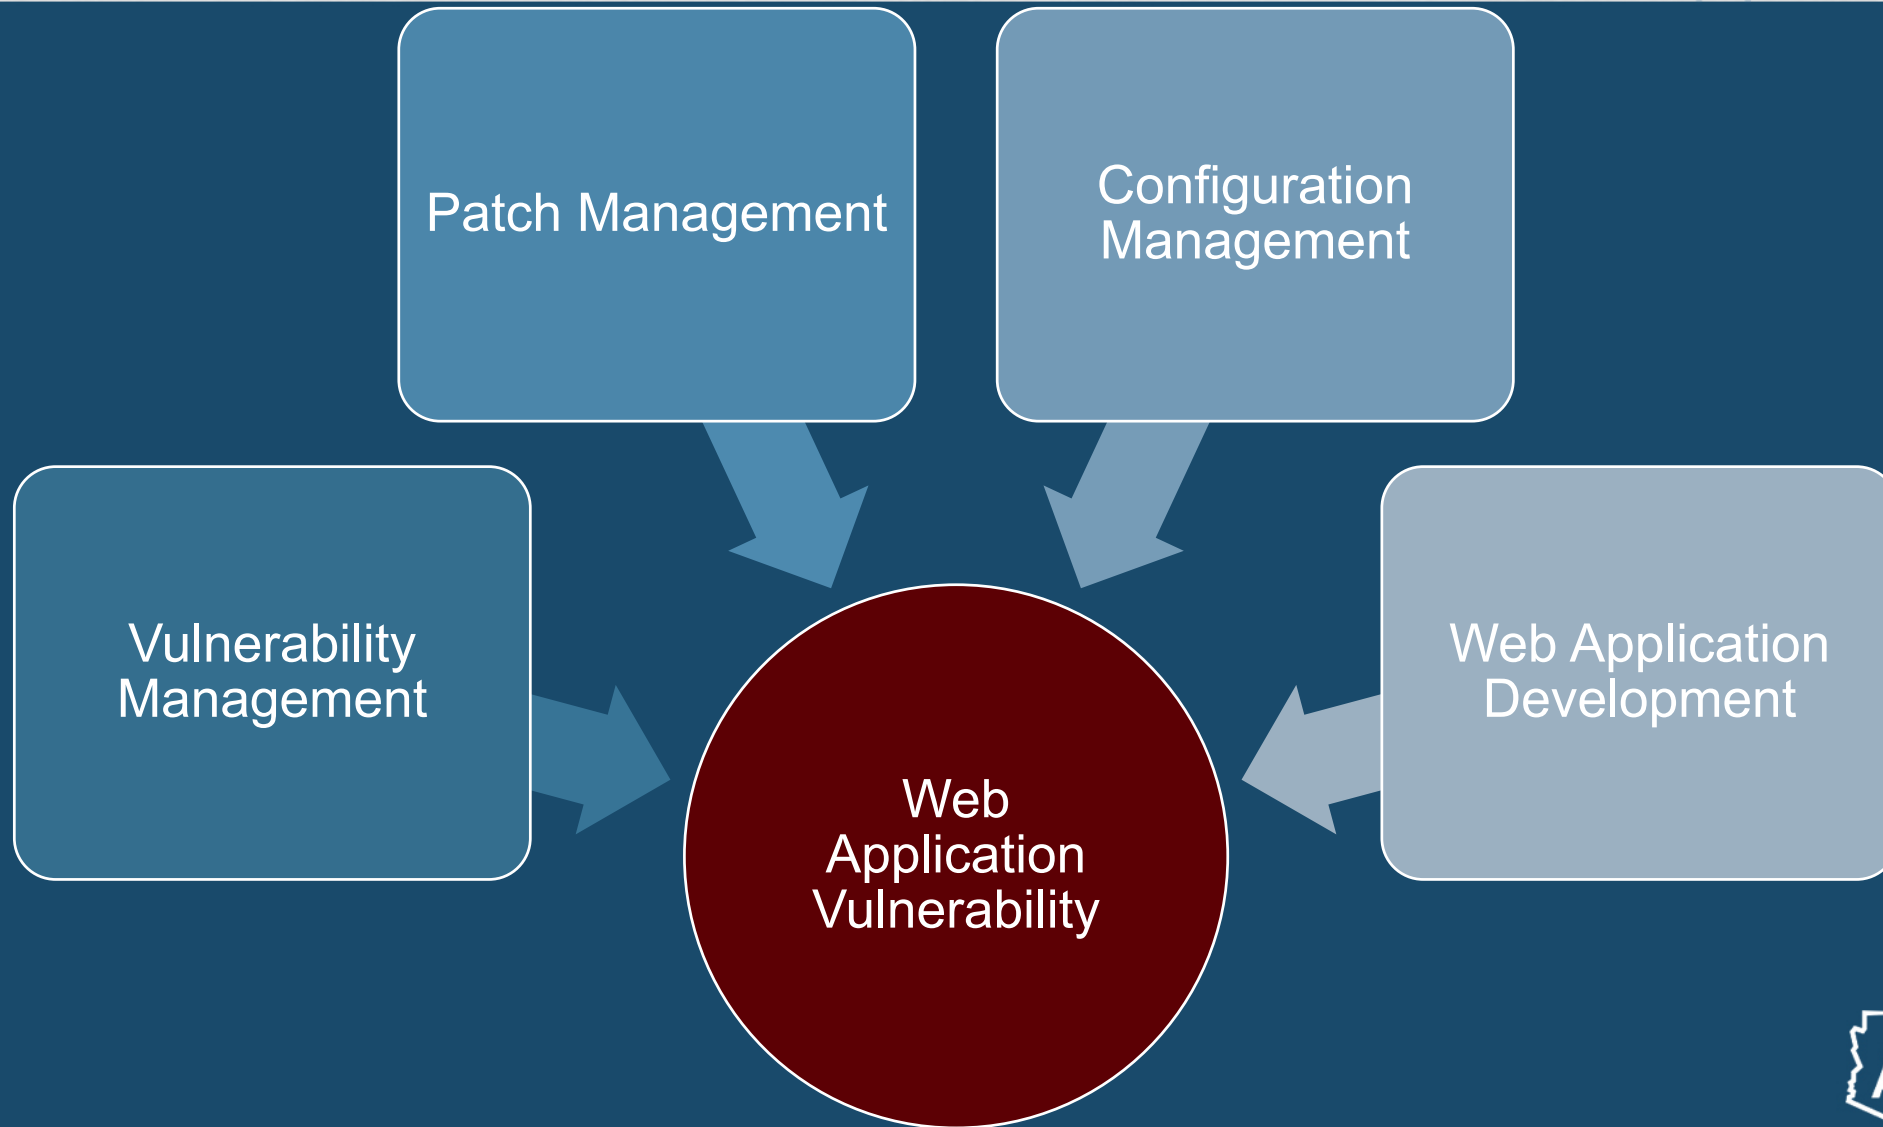 Patch Management
Configuration
Management
Vulnerability
Management
Web Application
Development
Web
Application
Vulnerability